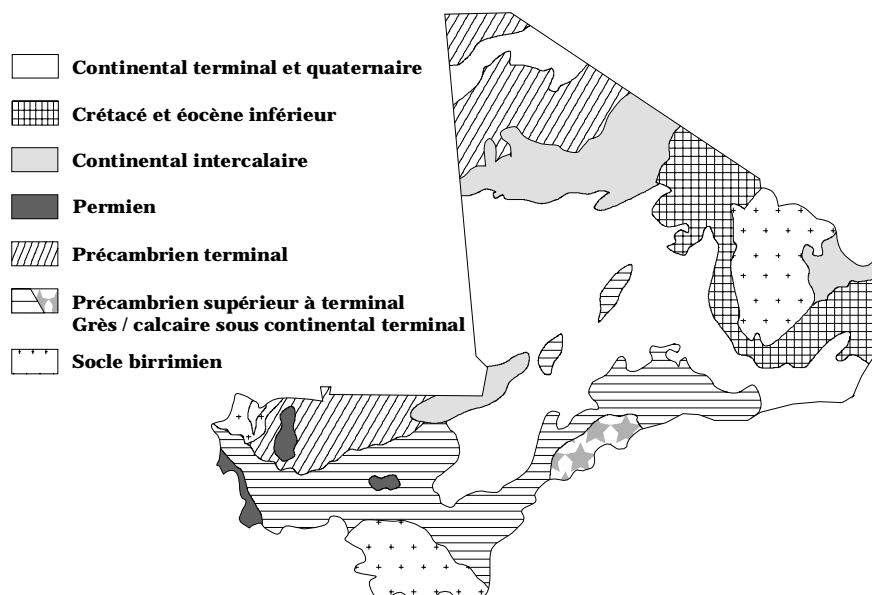 Continental terminal et quaternaire
Crétacé et éocène inférieur
Continental intercalaire
Permien
Précambrien terminal
Précambrien supérieur à terminal
Grès / calcaire sous continental terminal
Socle birrimien